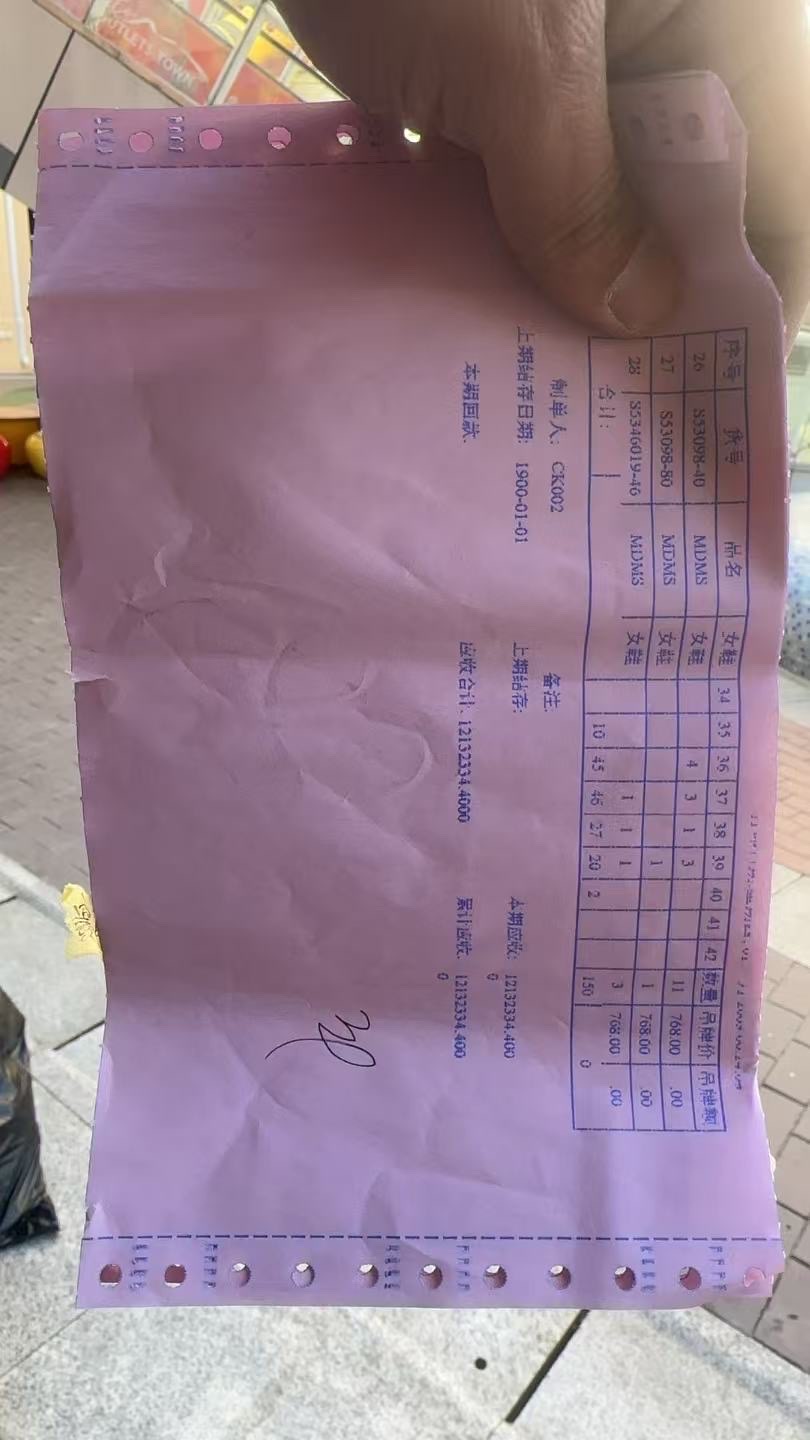 序号 货号 品名 女鞋 34 35 36 37 38 39 40 41 42 数量 吊牌价 吊牌额
26 S53098-40 MDMS 女鞋 4 3 1 3 11 768.00 .00
27 S53098-80 MDMS 女鞋 1 1 768.00 .00
28 S5346019-46 MDMS 女鞋 1 1 1 3 768.00 .00
合计: 10 45 46 27 20 2 150 0
制单人: CK002 备注:
上期结存日期: 1900-01-01 上期结存: 本期应收: 12132334.400
0
本期回款: 应收合计: 12132334.4000 累计应收: 12132334.400
0
OUTLETS TOWN